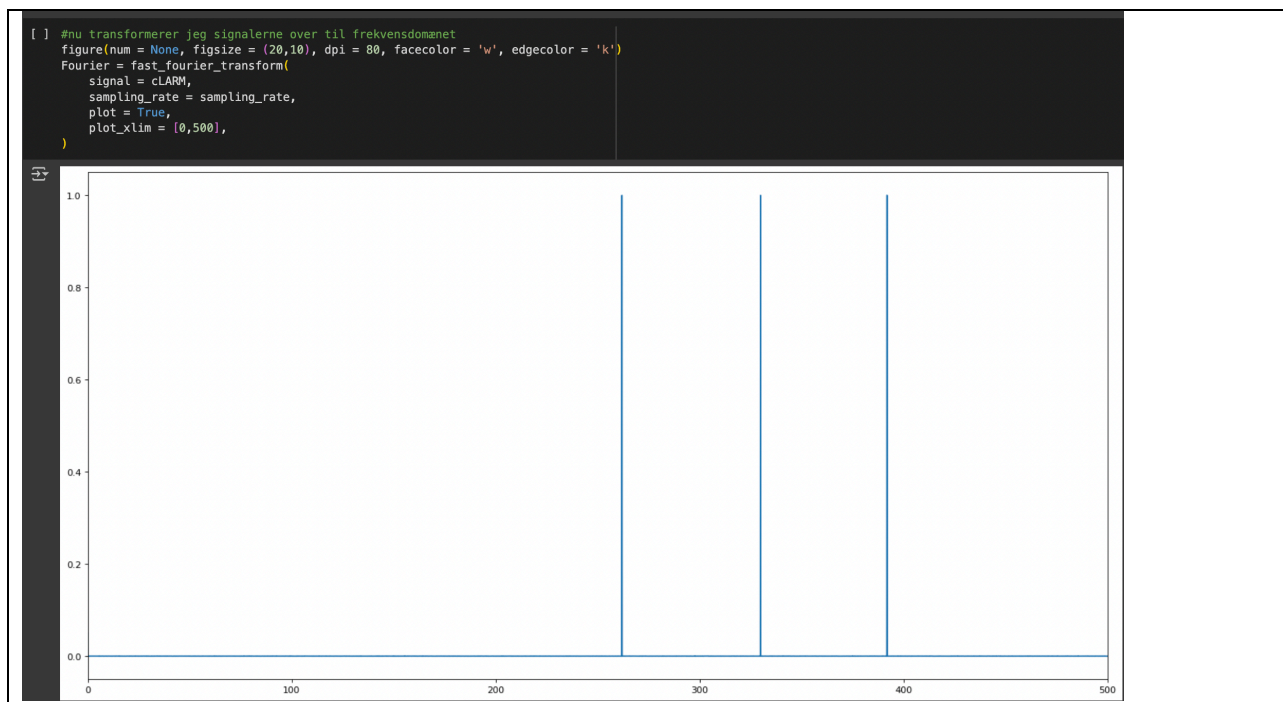 [ ] #nu transformerer jeg signalerne over til frekvensdomænet
figure(num = None, figsize = (20,10), dpi = 80, facecolor = 'w', edgecolor = 'k')
Fourier = fast_fourier_transform(
signal = cLARM,
sampling_rate = sampling_rate,
plot = True,
plot_xlim = [0,500],
)
1.0
0.8
0.6
0.4
0.2
0.0
0 100 200 300 400 500